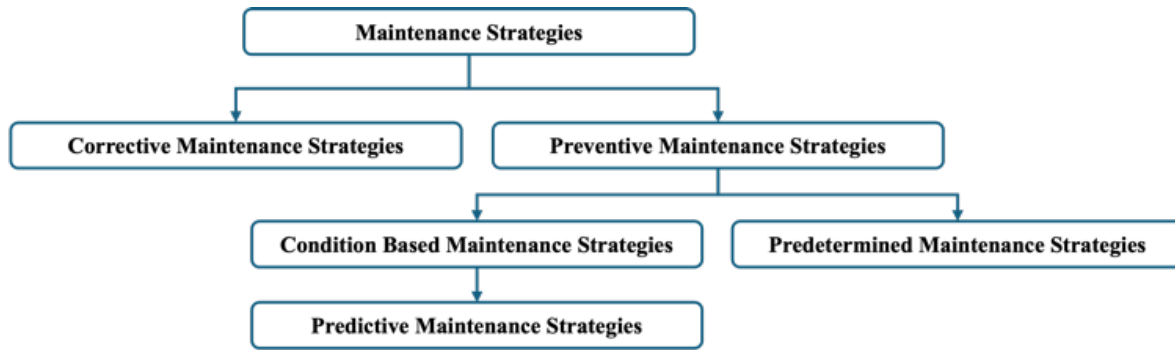 Maintenance Strategies
Corrective Maintenance Strategies
Preventive Maintenance Strategies
Condition Based Maintenance Strategies
Predetermined Maintenance Strategies
Predictive Maintenance Strategies